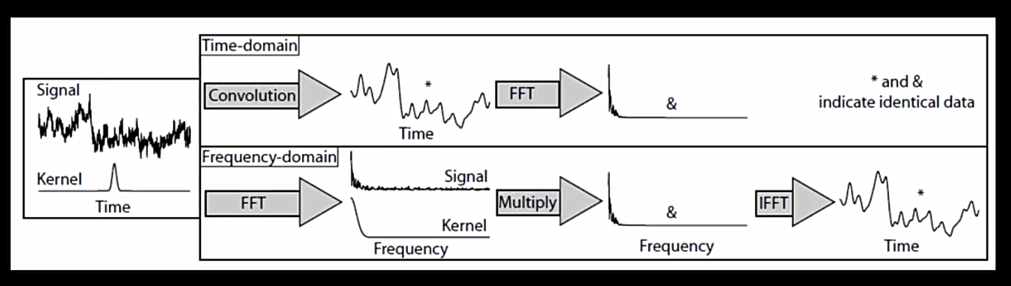 Signal
Kernel
Time
Time-domain
Convolution
*
Time
FFT
&
* and &
indicate identical data
Frequency-domain
FFT
Signal
Kernel
Frequency
Multiply
&
Frequency
IFFT
*
Time